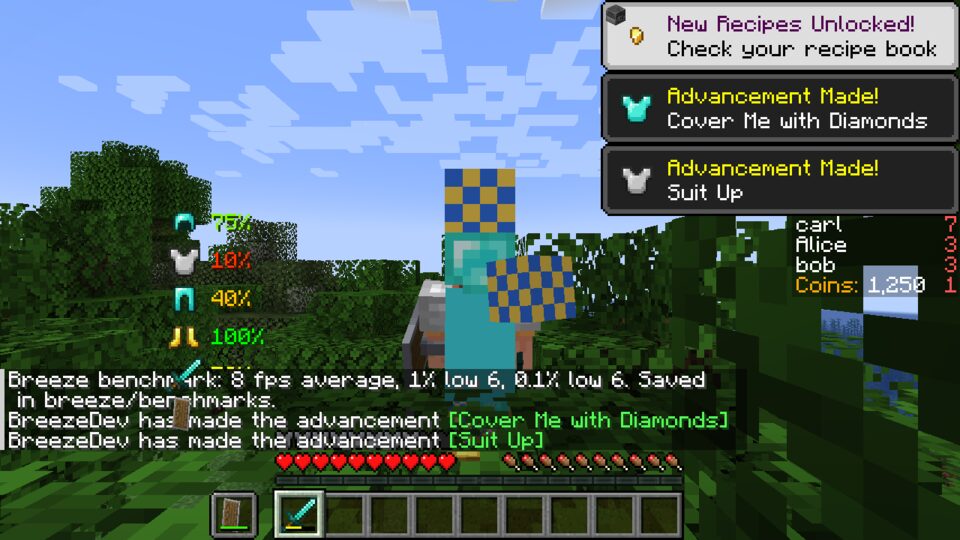 New Recipes Unlocked!
Check your recipe book
Advancement Made!
Cover Me with Diamonds
Advancement Made!
Suit Up
carl 7
Alice 3
bob 3
Coins: 1,250 1
75%
10%
40%
100%
Breeze benchmark: 8 fps average, 1% low 6, 0.1% low 6. Saved
in breeze/benchmarks.
BreezeDev has made the advancement [Cover Me with Diamonds]
BreezeDev has made the advancement [Suit Up]